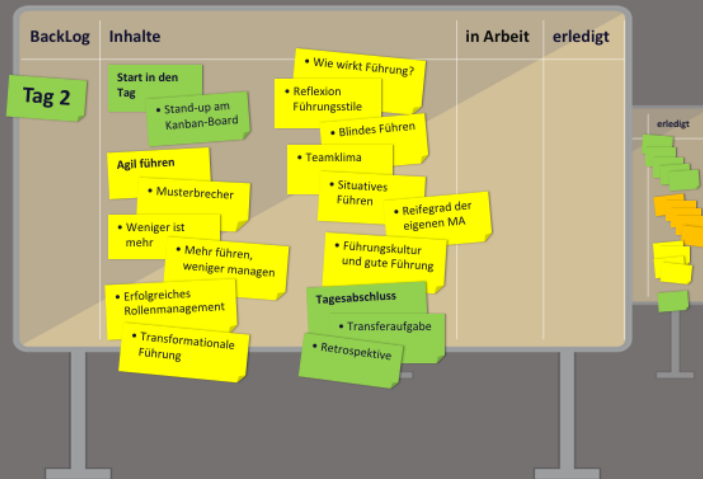 BackLog
Inhalte
in Arbeit
erledigt
Tag 2
Start in den
Tag
• Stand-up am
Kanban-Board
Agil führen
• Musterbrecher
• Weniger ist
mehr
• Mehr führen,
weniger managen
• Erfolgreiches
Rollenmanagement
• Transformationale
Führung
• Wie wirkt Führung?
• Reflexion
Führungsstile
• Blindes Führen
• Teamklima
• Situatives
Führen
• Reifegrad der
eigenen MA
• Führungskultur
und gute Führung
Tagesabschluss
• Transferaufgabe
• Retrospektive
erledigt